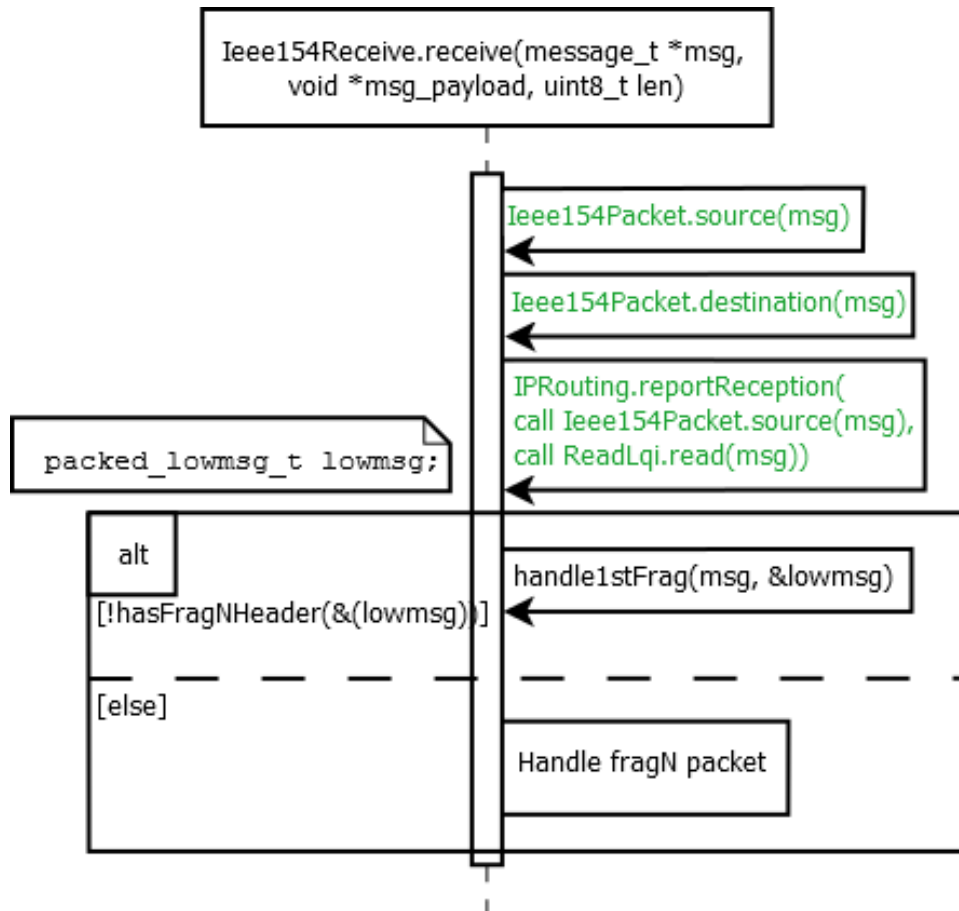 Ieee154Receive.receive(message_t *msg,
void *msg_payload, uint8_t len)
Ieee154Packet.source(msg)
Ieee154Packet.destination(msg)
IPRouting.reportReception(
call Ieee154Packet.source(msg),
call ReadLqi.read(msg))
packed_lowmsg_t lowmsg;
alt
handle1stFrag(msg, &lowmsg)
[!hasFragNHeader(&(lowmsg))]
[else]
Handle fragN packet